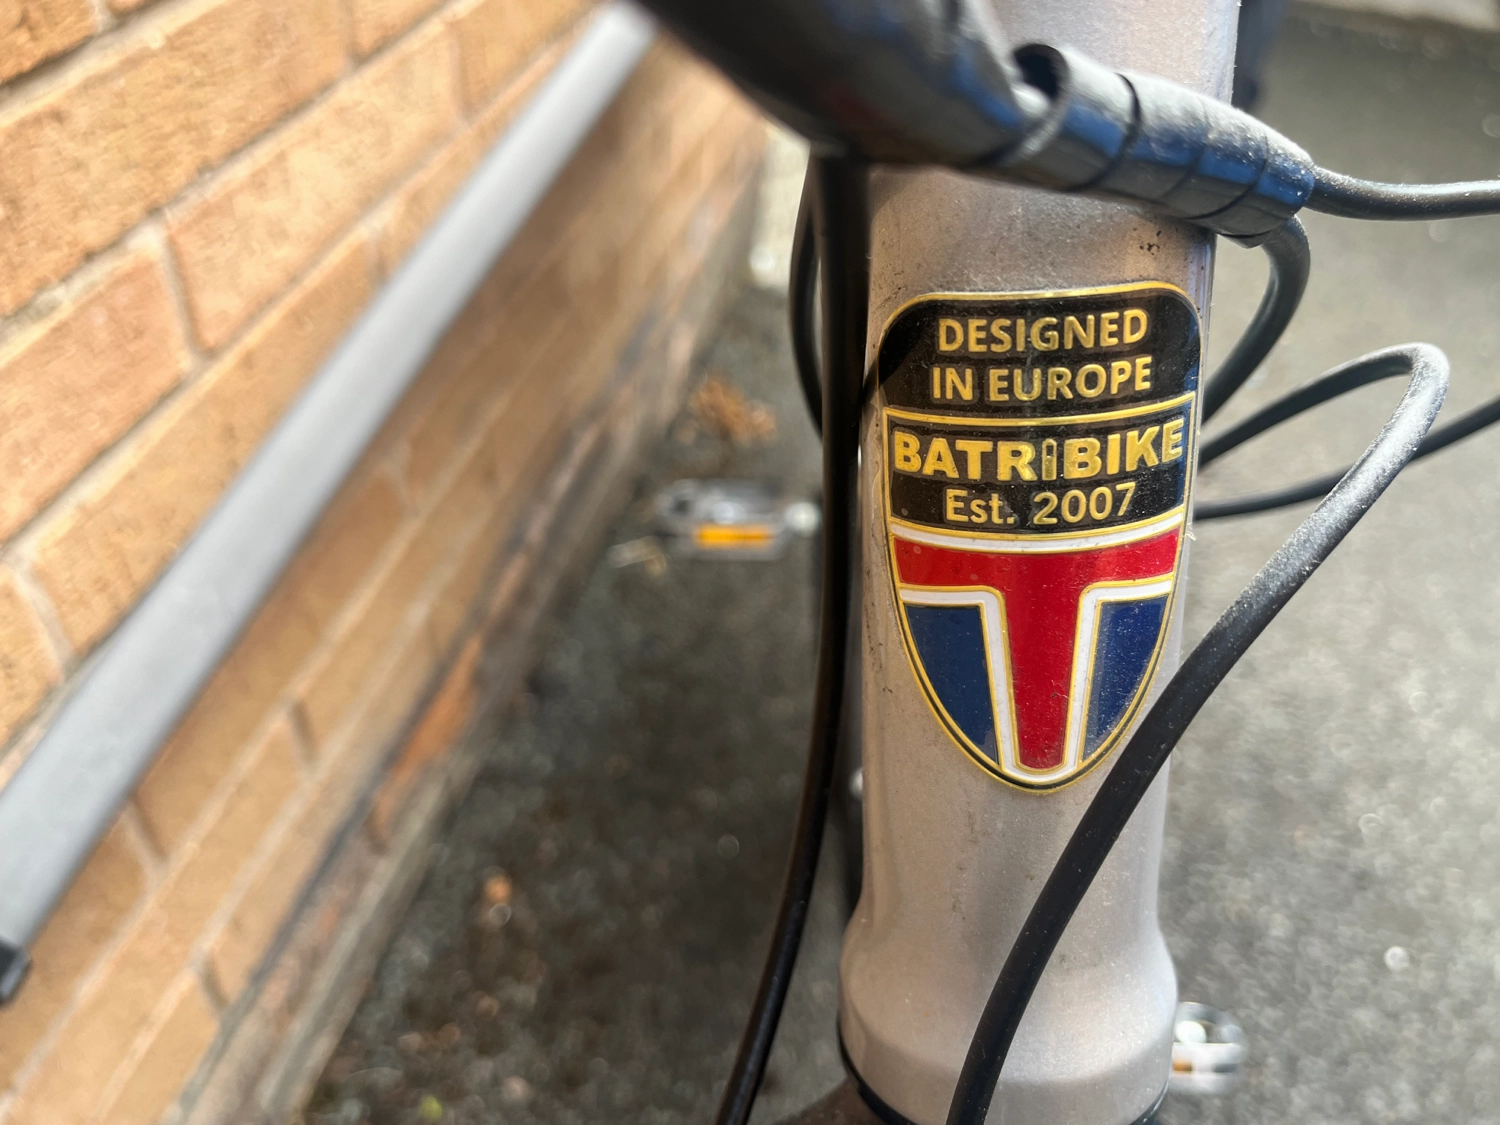 DESIGNED
IN EUROPE
BATRIBIKE
Est. 2007